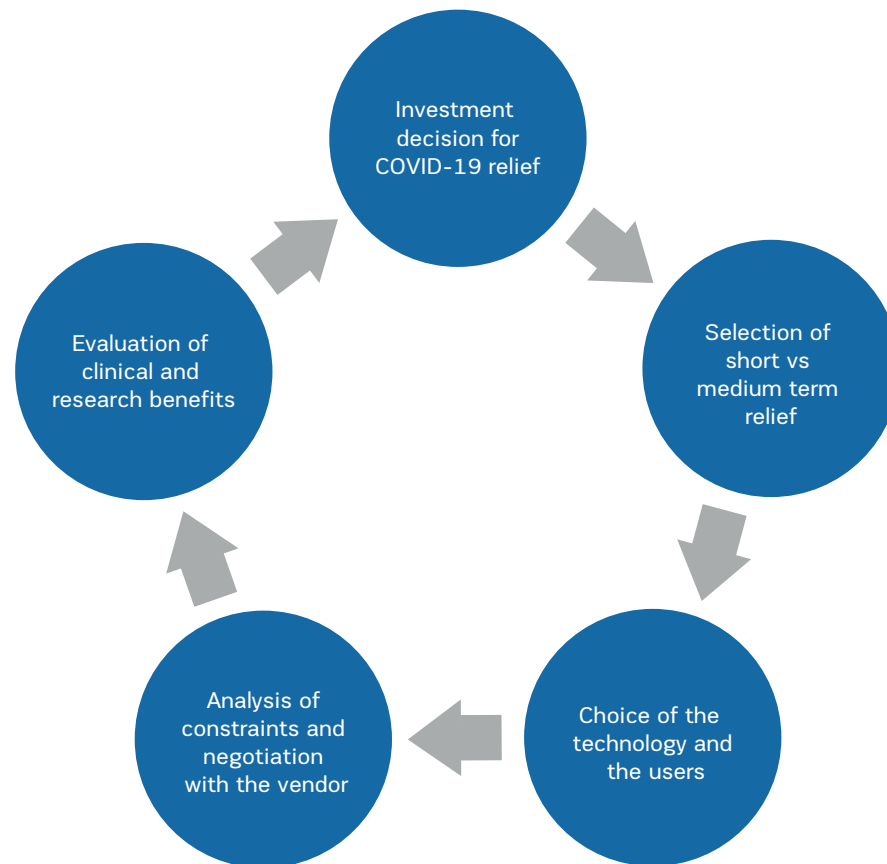 Investment
decision for
COVID-19 relief
Selection of
short vs
medium term
relief
Choice of the
technology and
the users
Analysis of
constraints and
negotiation
with the vendor
Evaluation of
clinical and
research benefits